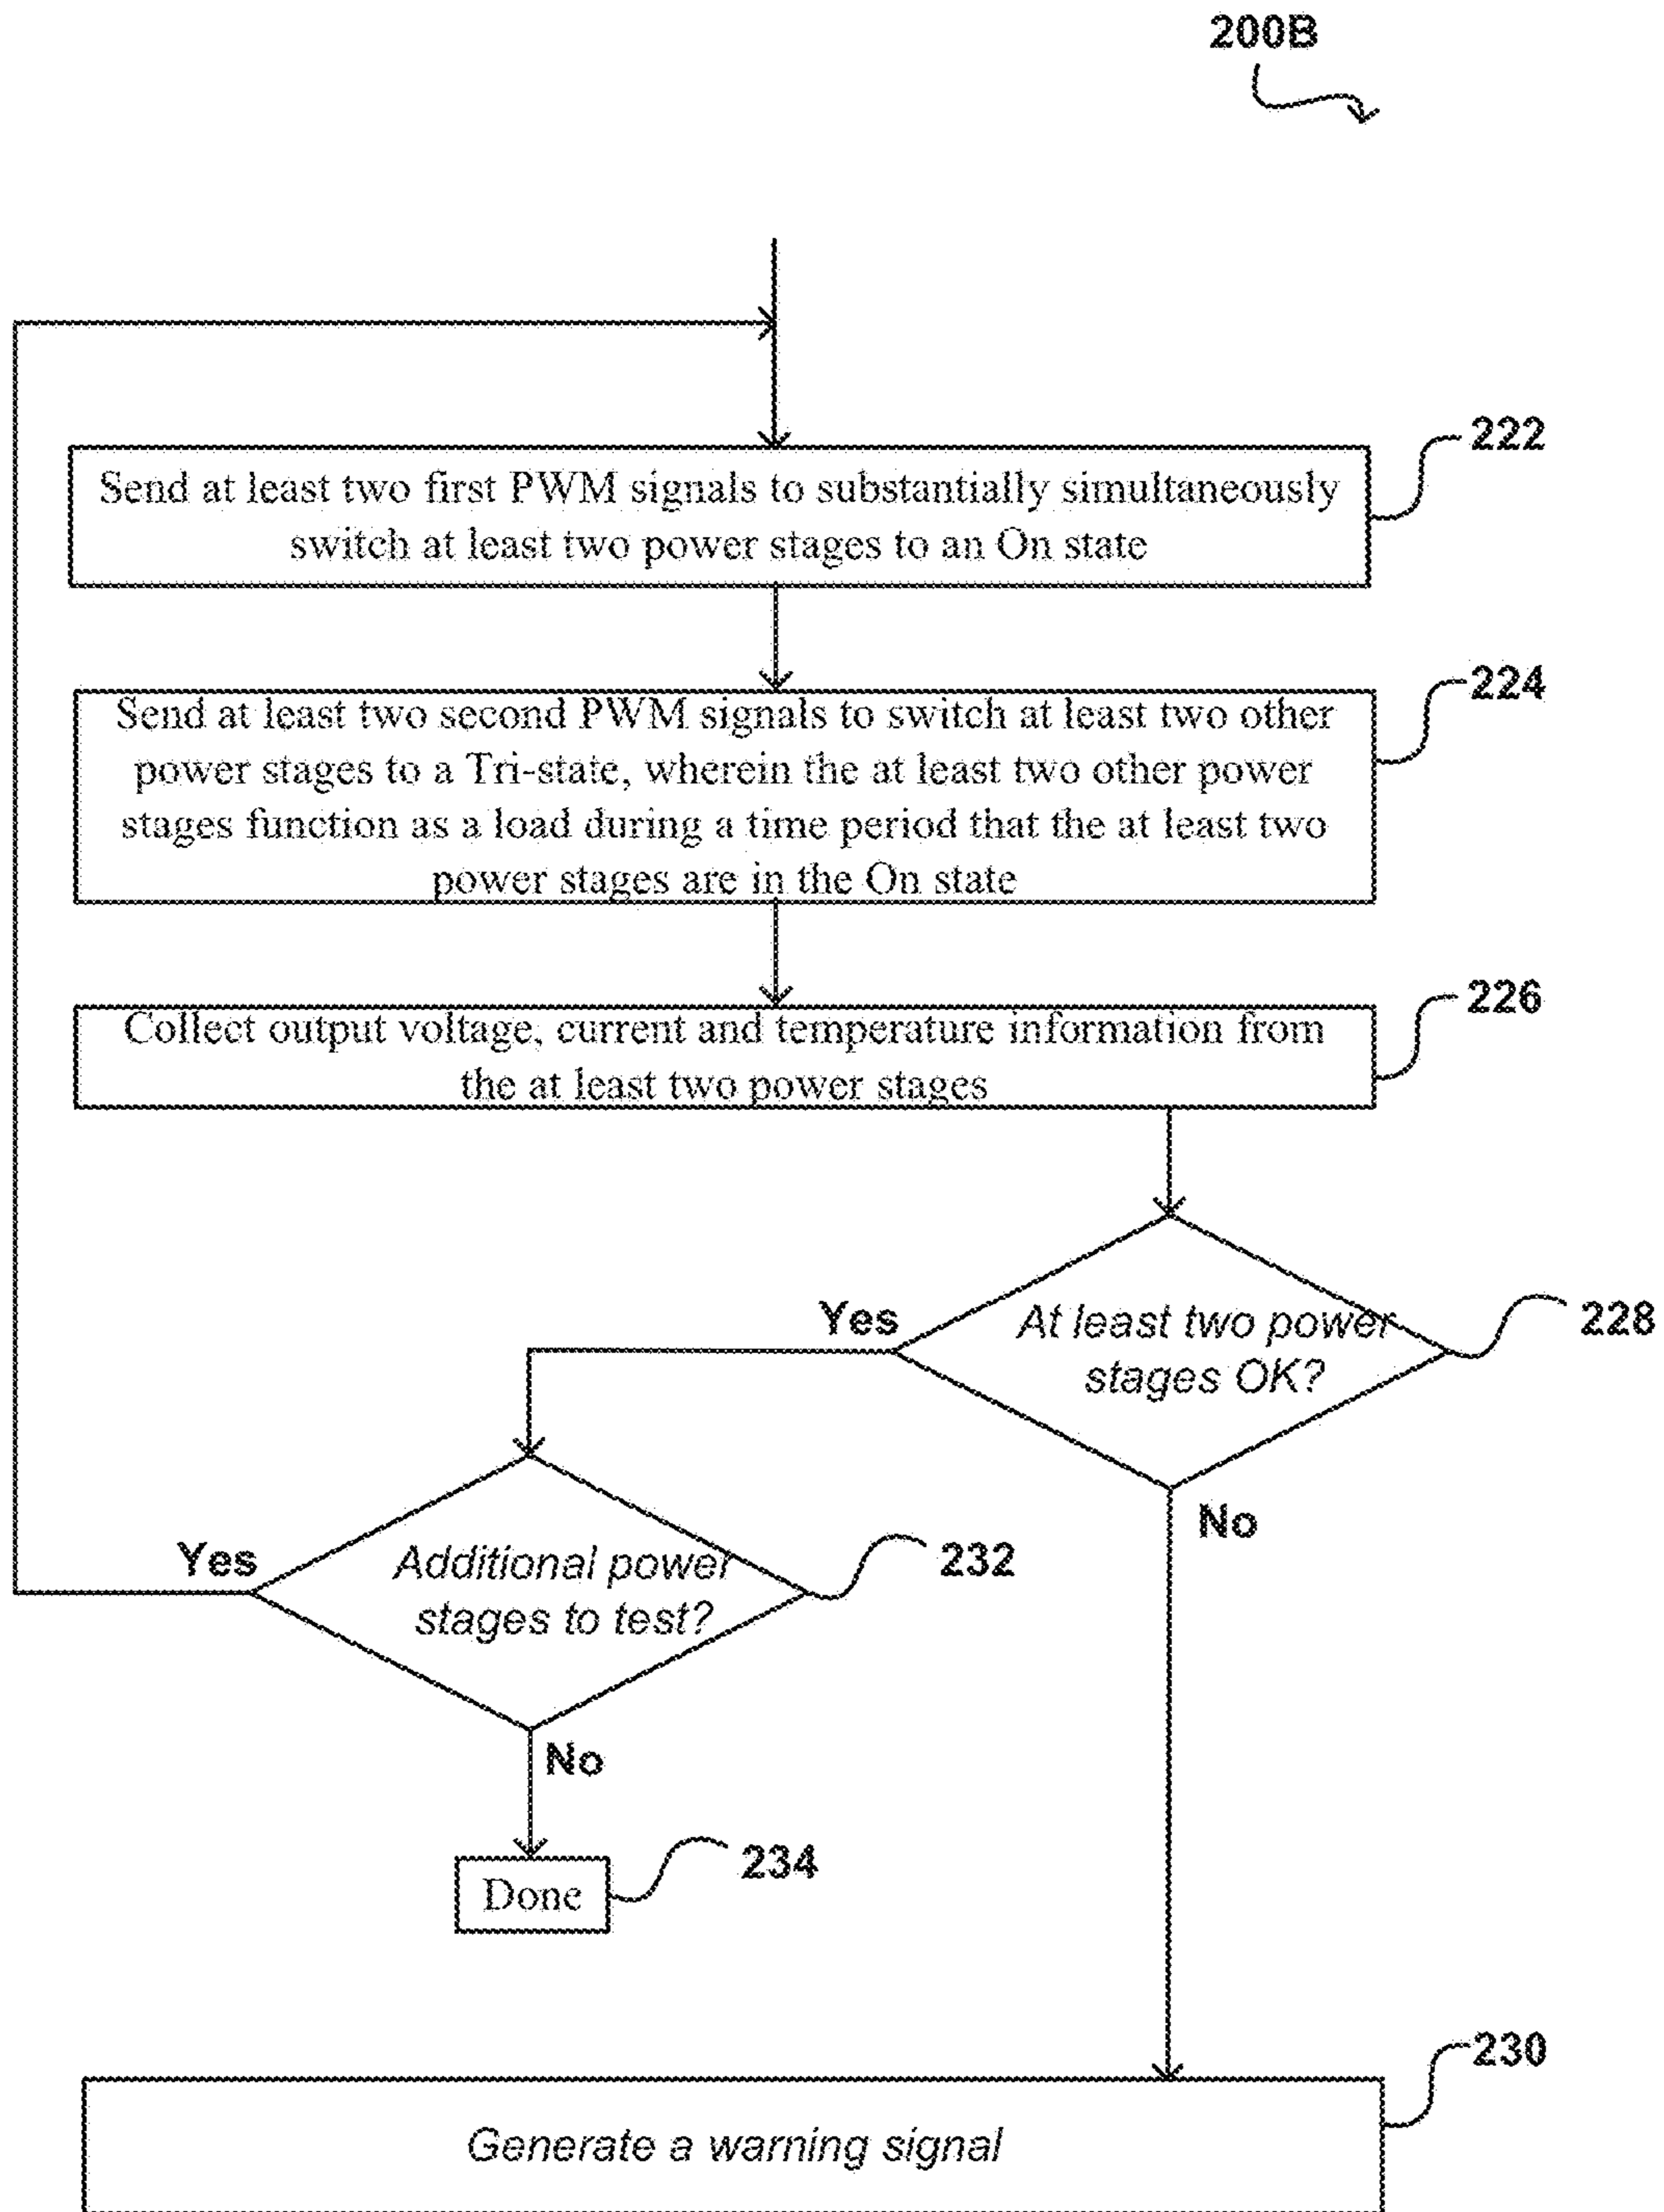 200B
222
Send at least two first PWM signals to substantially simultaneously
switch at least two power stages to an On state
224
Send at least two second PWM signals to switch at least two other
power stages to a Tri-state, wherein the at least two other power
stages function as a load during a time period that the at least two
power stages are in the On state
226
Collect output voltage, current and temperature information from
the at least two power stages
Yes
At least two power
stages OK?
228
No
Yes
Additional power
stages to test?
232
No
Done
234
230
Generate a warning signal